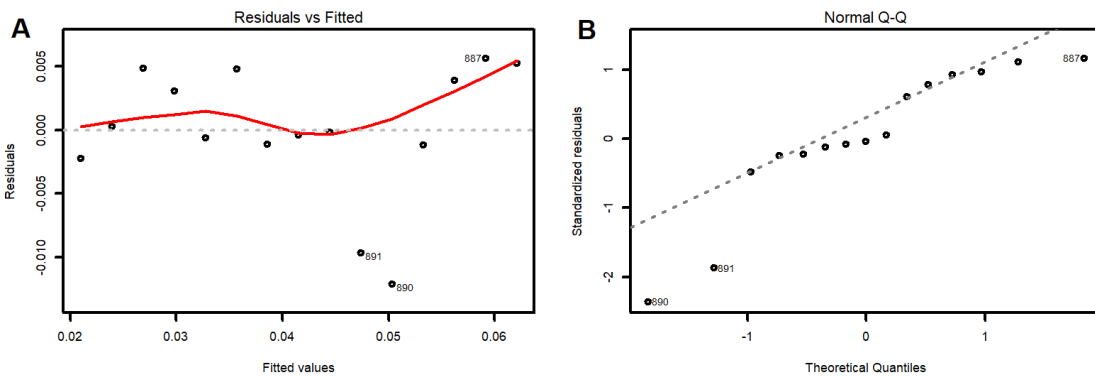 A
Residuals vs Fitted
Residuals
0.005
0.000
-0.005
-0.010
887
891
890
0.02
0.03
0.04
0.05
0.06
Fitted values
B
Normal Q-Q
Standardized residuals
1
0
-1
-2
887
891
890
-1
0
1
Theoretical Quantiles